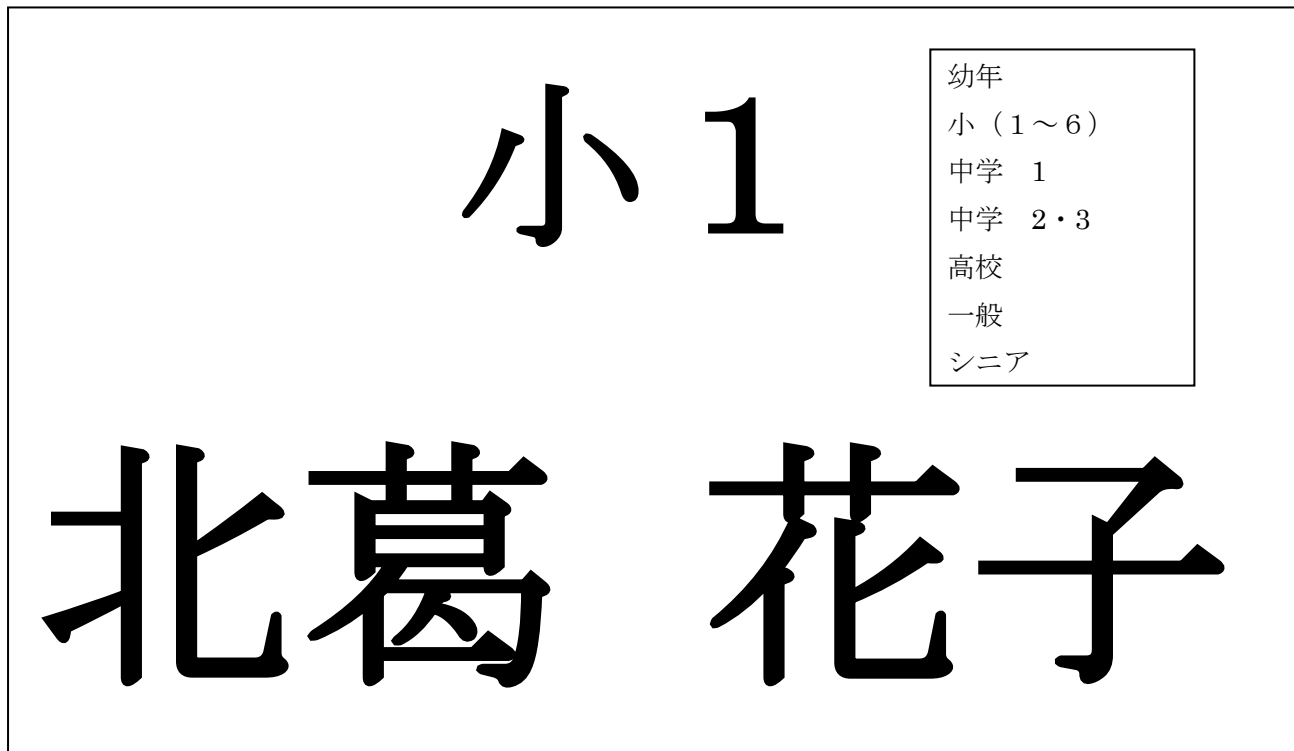 小１
幼年
小（１～６）
中学　1
中学　2・3
高校
一般
シニア
北葛　花子